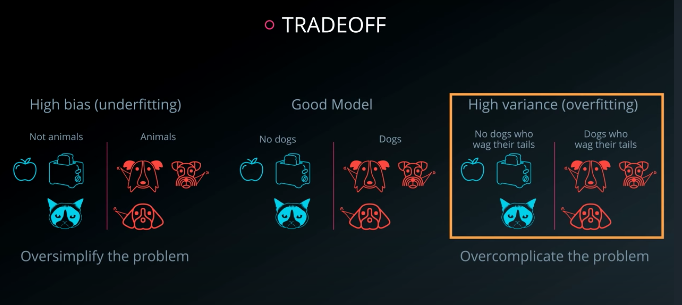 TRADEOFF
High bias (underfitting)
Not animals
Animals
Oversimplify the problem
Good Model
No dogs
Dogs
High variance (overfitting)
No dogs who
wag their tails
Dogs who
wag their tails
Overcomplicate the problem